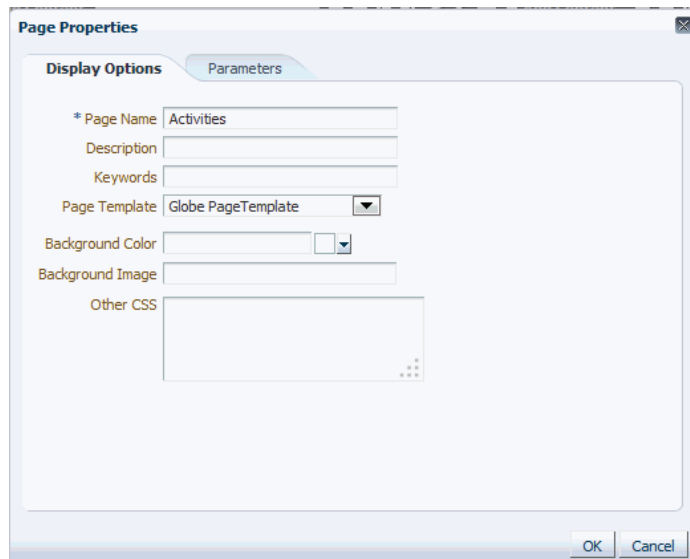 Page Properties
Display Options Parameters
* Page Name Activities
Description
Keywords
Page Template Globe PageTemplate
Background Color
Background Image
Other CSS
OK Cancel